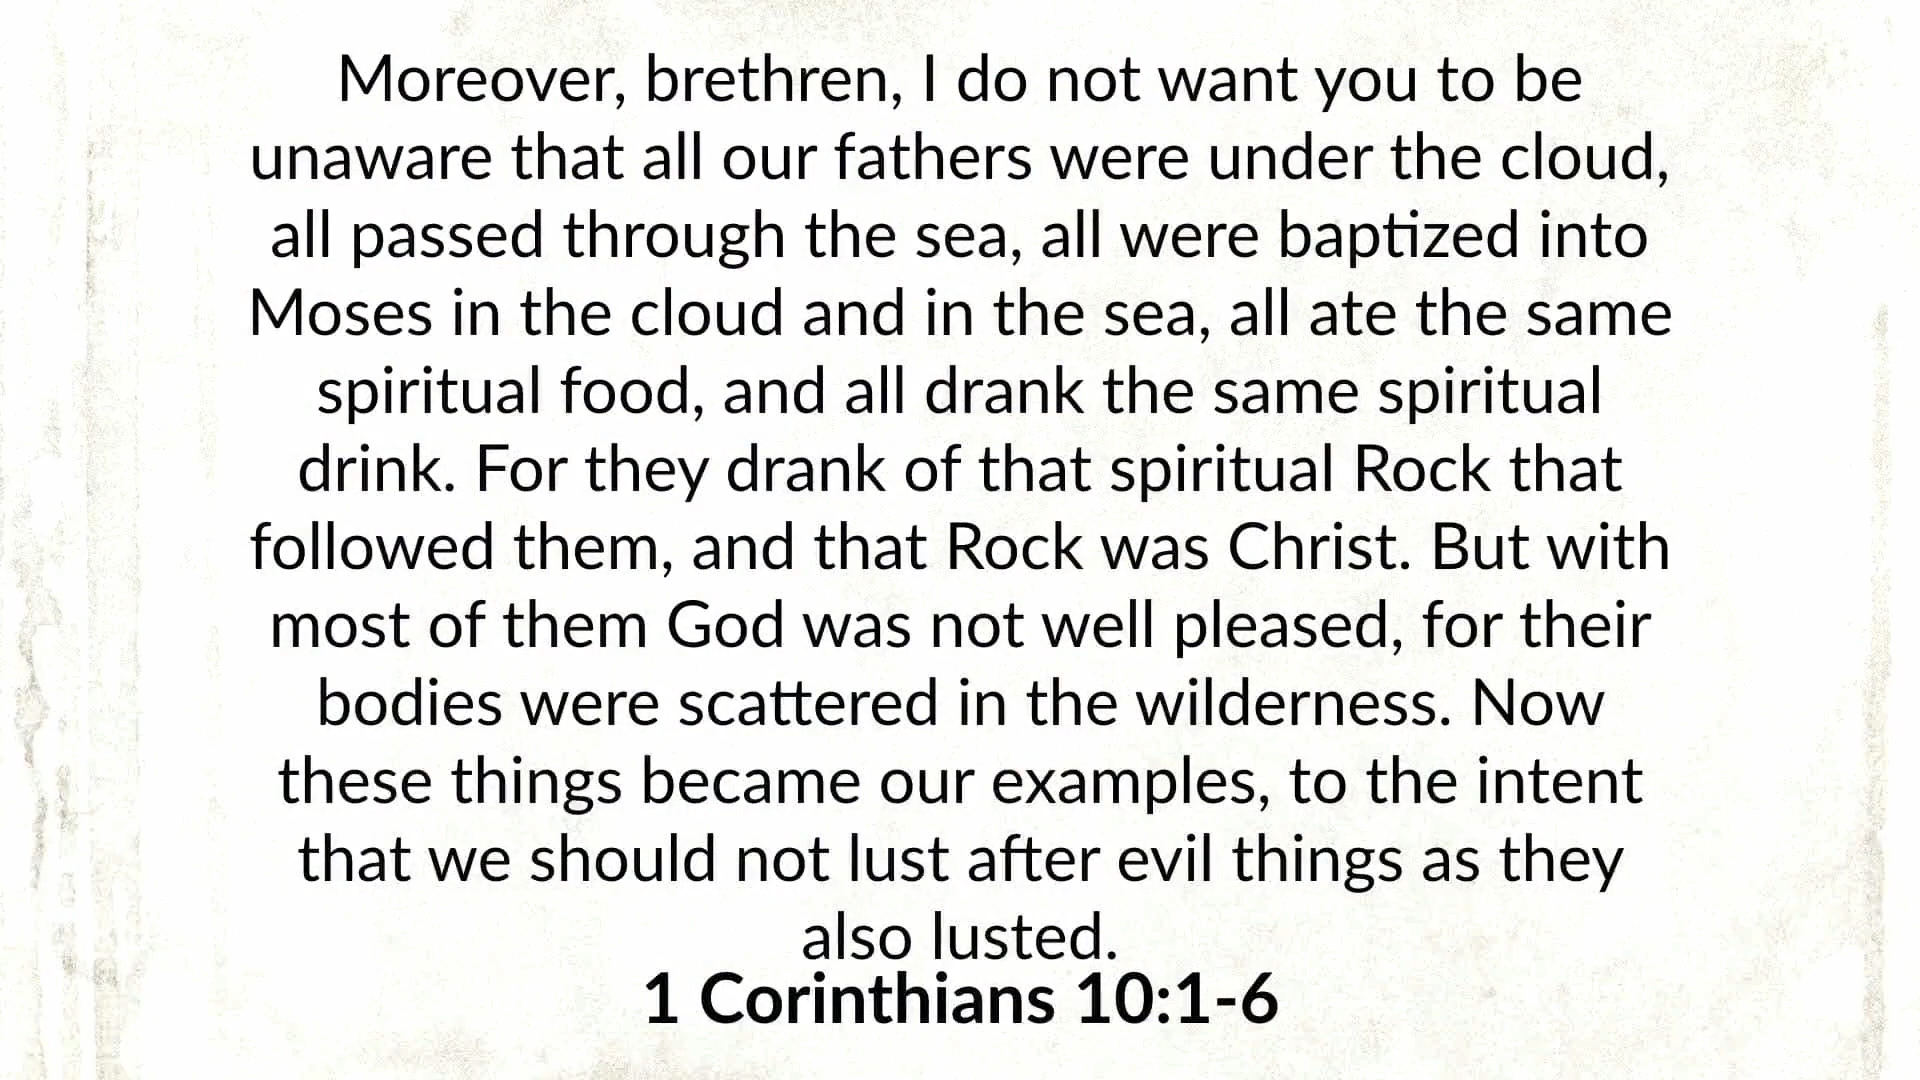 Moreover, brethren, I do not want you to be
unaware that all our fathers were under the cloud,
all passed through the sea, all were baptized into
Moses in the cloud and in the sea, all ate the same
spiritual food, and all drank the same spiritual
drink. For they drank of that spiritual Rock that
followed them, and that Rock was Christ. But with
most of them God was not well pleased, for their
bodies were scattered in the wilderness. Now
these things became our examples, to the intent
that we should not lust after evil things as they
also lusted.
1 Corinthians 10:1-6